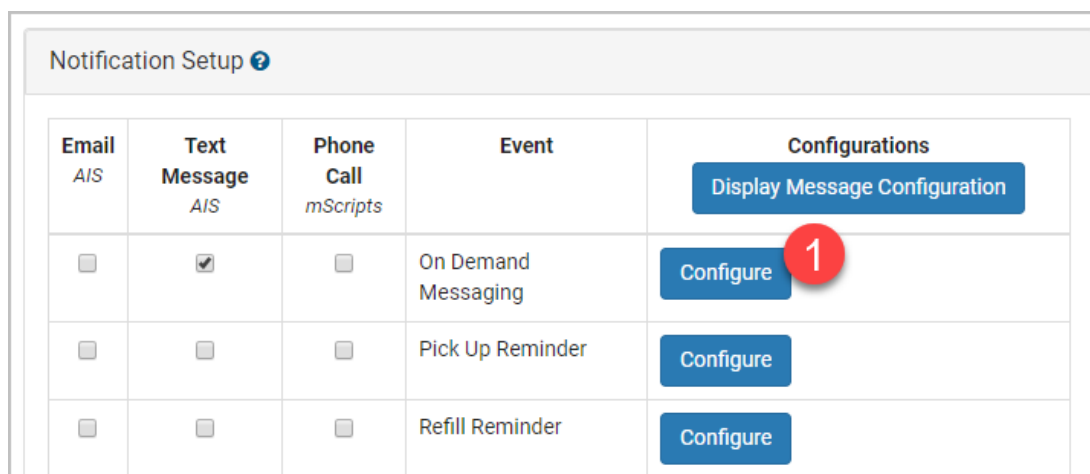 Notification Setup ?
Email
AIS
Text
Message
AIS
Phone
Call
mScripts
Event
Configurations
Display Message Configuration
On Demand
Messaging
Configure
1
Pick Up Reminder
Configure
Refill Reminder
Configure